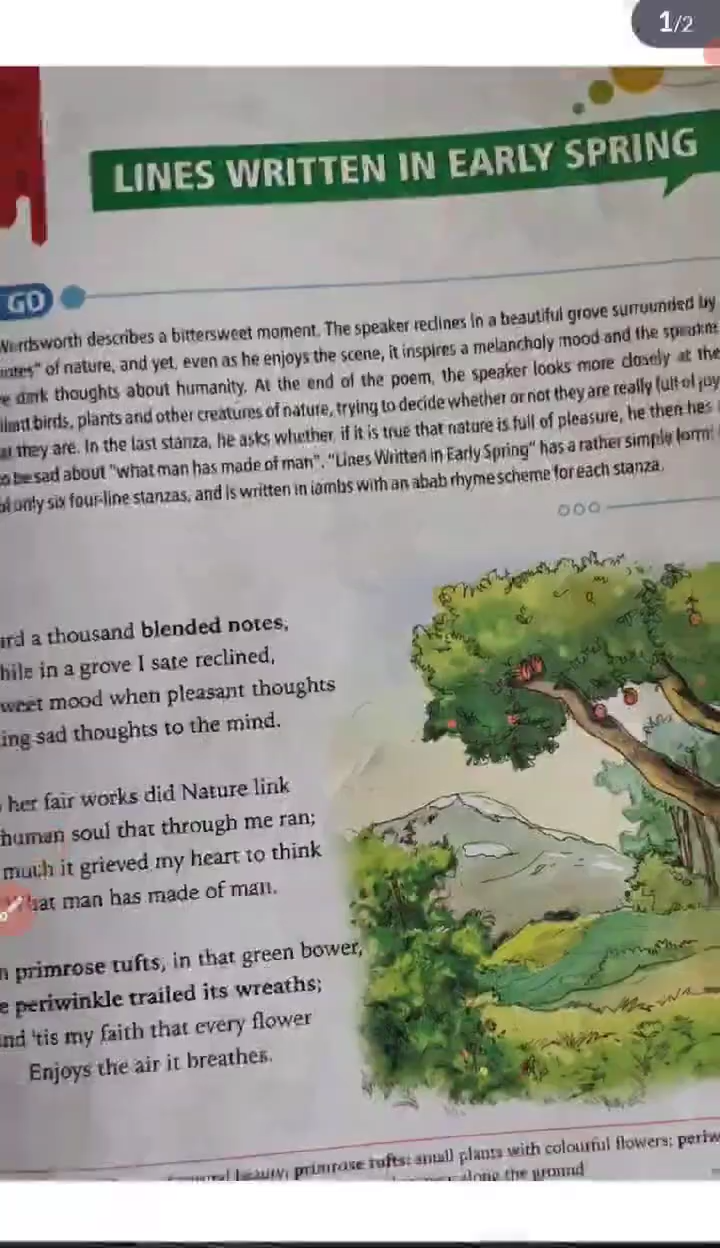 1/2
LINES WRITTEN IN EARLY SPRING
GO
Wordsworth describes a bittersweet moment. The speaker reclines in a beautiful grove surrounded by
notes" of nature, and yet, even as he enjoys the scene, it inspires a melancholy mood and the speaker
dark thoughts about humanity. At the end of the poem, the speaker looks more closely at the
birds, plants and other creatures of nature, trying to decide whether or not they are really full of joy
they are. In the last stanza, he asks whether, if it is true that nature is full of pleasure, he then has
be sad about "what man has made of man". "Lines Written in Early Spring" has a rather simple form:
of only six four-line stanzas, and is written in iambs with an abab rhyme scheme for each stanza.
ard a thousand blended notes,
hile in a grove I sate reclined,
weet mood when pleasant thoughts
ing sad thoughts to the mind.
her fair works did Nature link
human soul that through me ran;
much it grieved my heart to think
hat man has made of man.
primrose tufts, in that green bower,
e periwinkle trailed its wreaths;
nd 'tis my faith that every flower
Enjoys the air it breathes.
beauty; primrose tufts: small plants with colourful flowers; periw
along the ground